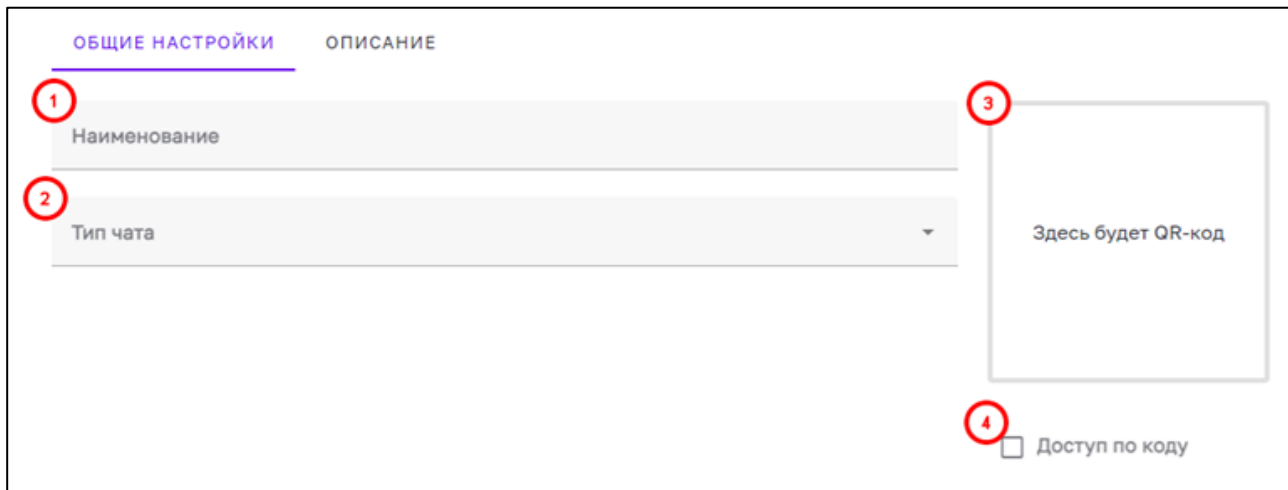 ОБЩИЕ НАСТРОЙКИ ОПИСАНИЕ
1
Наименование
2
Тип чата
3
Здесь будет QR-код
4
Доступ по коду